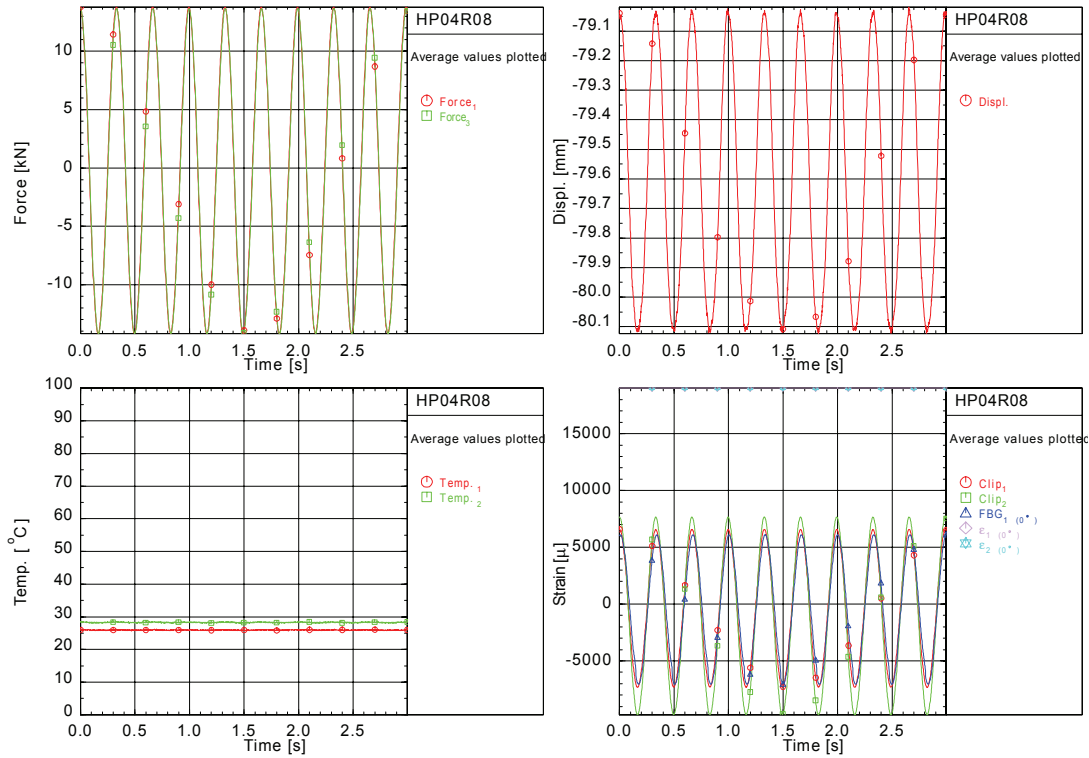 HP04R08
Average values plotted
Force1
Force3
10
5
0
-5
-10
Force [kN]
0.0 0.5 1.0 1.5 2.0 2.5
Time [s]
HP04R08
Average values plotted
Displ.
-79.1
-79.2
-79.3
-79.4
-79.5
-79.6
-79.7
-79.8
-79.9
-80.0
-80.1
Displ. [mm]
0.0 0.5 1.0 1.5 2.0 2.5
Time [s]
HP04R08
Average values plotted
Temp. 1
Temp. 2
100
90
80
70
60
50
40
30
20
10
0
Temp. [ °C]
0.0 0.5 1.0 1.5 2.0 2.5
Time [s]
HP04R08
Average values plotted
Clip1
Clip2
FBG1 (0°)
ε1 (0°)
ε2 (0°)
15000
10000
5000
0
-5000
Strain [μ]
0.0 0.5 1.0 1.5 2.0 2.5
Time [s]